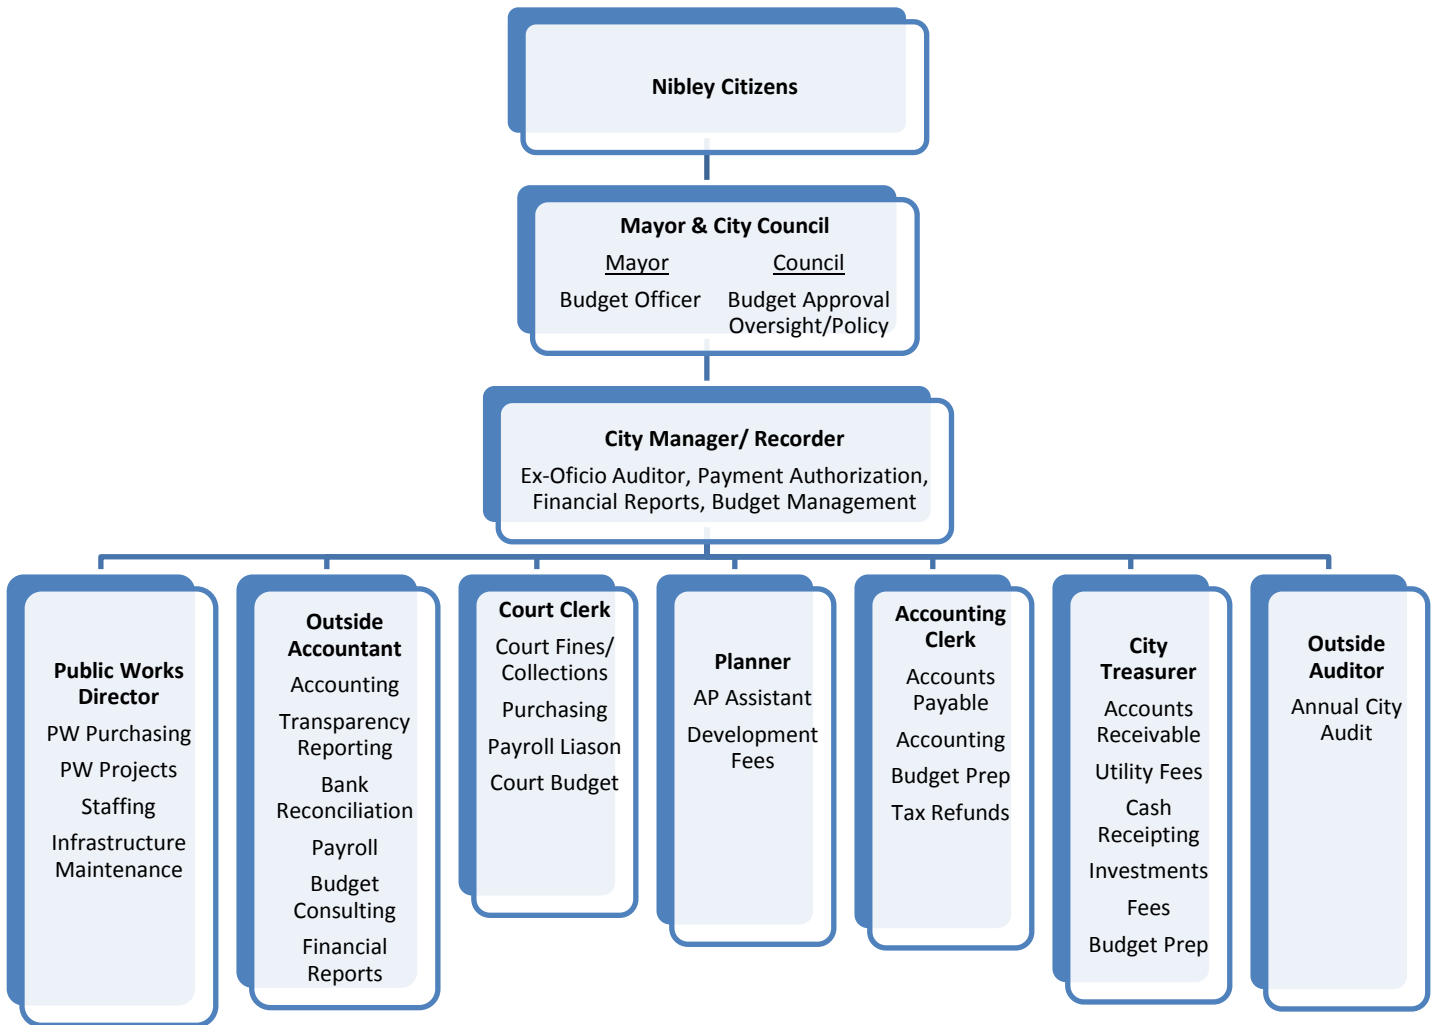 Nibley Citizens
Mayor & City Council
Mayor
Budget Officer
Council
Budget Approval
Oversight/Policy
City Manager/ Recorder
Ex-Oficio Auditor, Payment Authorization,
Financial Reports, Budget Management
Public Works
Director
PW Purchasing
PW Projects
Staffing
Infrastructure
Maintenance
Outside
Accountant
Accounting
Transparency
Reporting
Bank
Reconciliation
Payroll
Budget
Consulting
Financial
Reports
Court Clerk
Court Fines/
Collections
Purchasing
Payroll Liason
Court Budget
Planner
AP Assistant
Development
Fees
Accounting
Clerk
Accounts
Payable
Accounting
Budget Prep
Tax Refunds
City
Treasurer
Accounts
Receivable
Utility Fees
Cash
Receipting
Investments
Fees
Budget Prep
Outside
Auditor
Annual City
Audit